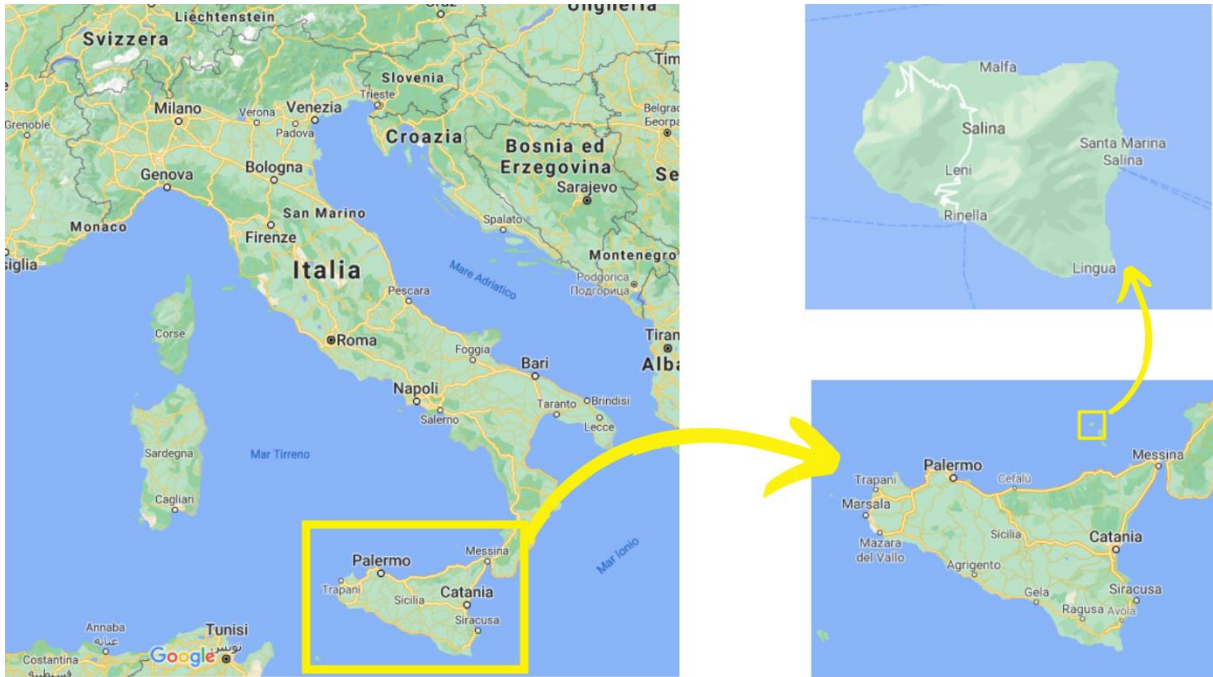 Liechtenstein
Svizzera
Slovenia
Milano
Verona
Venezia
Trieste
Grenoble
Padova
Croazia
Bosnia ed
Erzegovina
Genova
Bologna
Sarajevo
San Marino
Monaco
Firenze
Spalato
Italia
Montenegro
Podgorica
Подгорица
Mare Adriatico
Pescara
Corse
Roma
Foggia
Bari
Napoli
Salerno
Taranto
Brindisi
Lecce
Sardegna
Mar Tirreno
Cagliari
Messina
Palermo
Mar Ionio
Trapani
Sicilia
Catania
Siracusa
Annaba
عنابة
Tunisi
تونس
Google
Costantina
قسنطينة
Malfa
Salina
Santa Marina
Salina
Leni
Rinella
Lingua
Messina
Palermo
Trapani
Cefalù
Marsala
Mazara
del Vallo
Sicilia
Catania
Agrigento
Gela
Siracusa
Ragusa
Avola